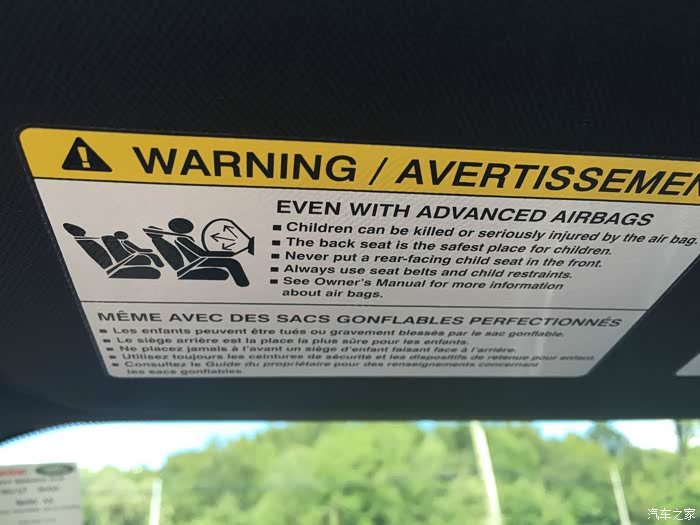 WARNING / AVERTISSEMEN
EVEN WITH ADVANCED AIRBAGS
■ Children can be killed or seriously injured by the air bag.
■ The back seat is the safest place for children.
■ Never put a rear-facing child seat in the front.
■ Always use seat belts and child restraints.
■ See Owner's Manual for more information
about air bags.
MÊME AVEC DES SACS GONFLABLES PERFECTIONNÉS
■ Les enfants peuvent être tués ou gravement blessés par le sac gonflable.
■ Le siège arrière est la place la plus sûre pour les enfants.
■ Ne placez jamais à l'avant un siège d'enfant faisant face à l'arrière.
■ Utilisez toujours les ceintures de sécurité et les dispositifs de retenue pour enfant.
■ Consultez le Guide du propriétaire pour des renseignements concernant
les sacs gonflables.
汽车之家